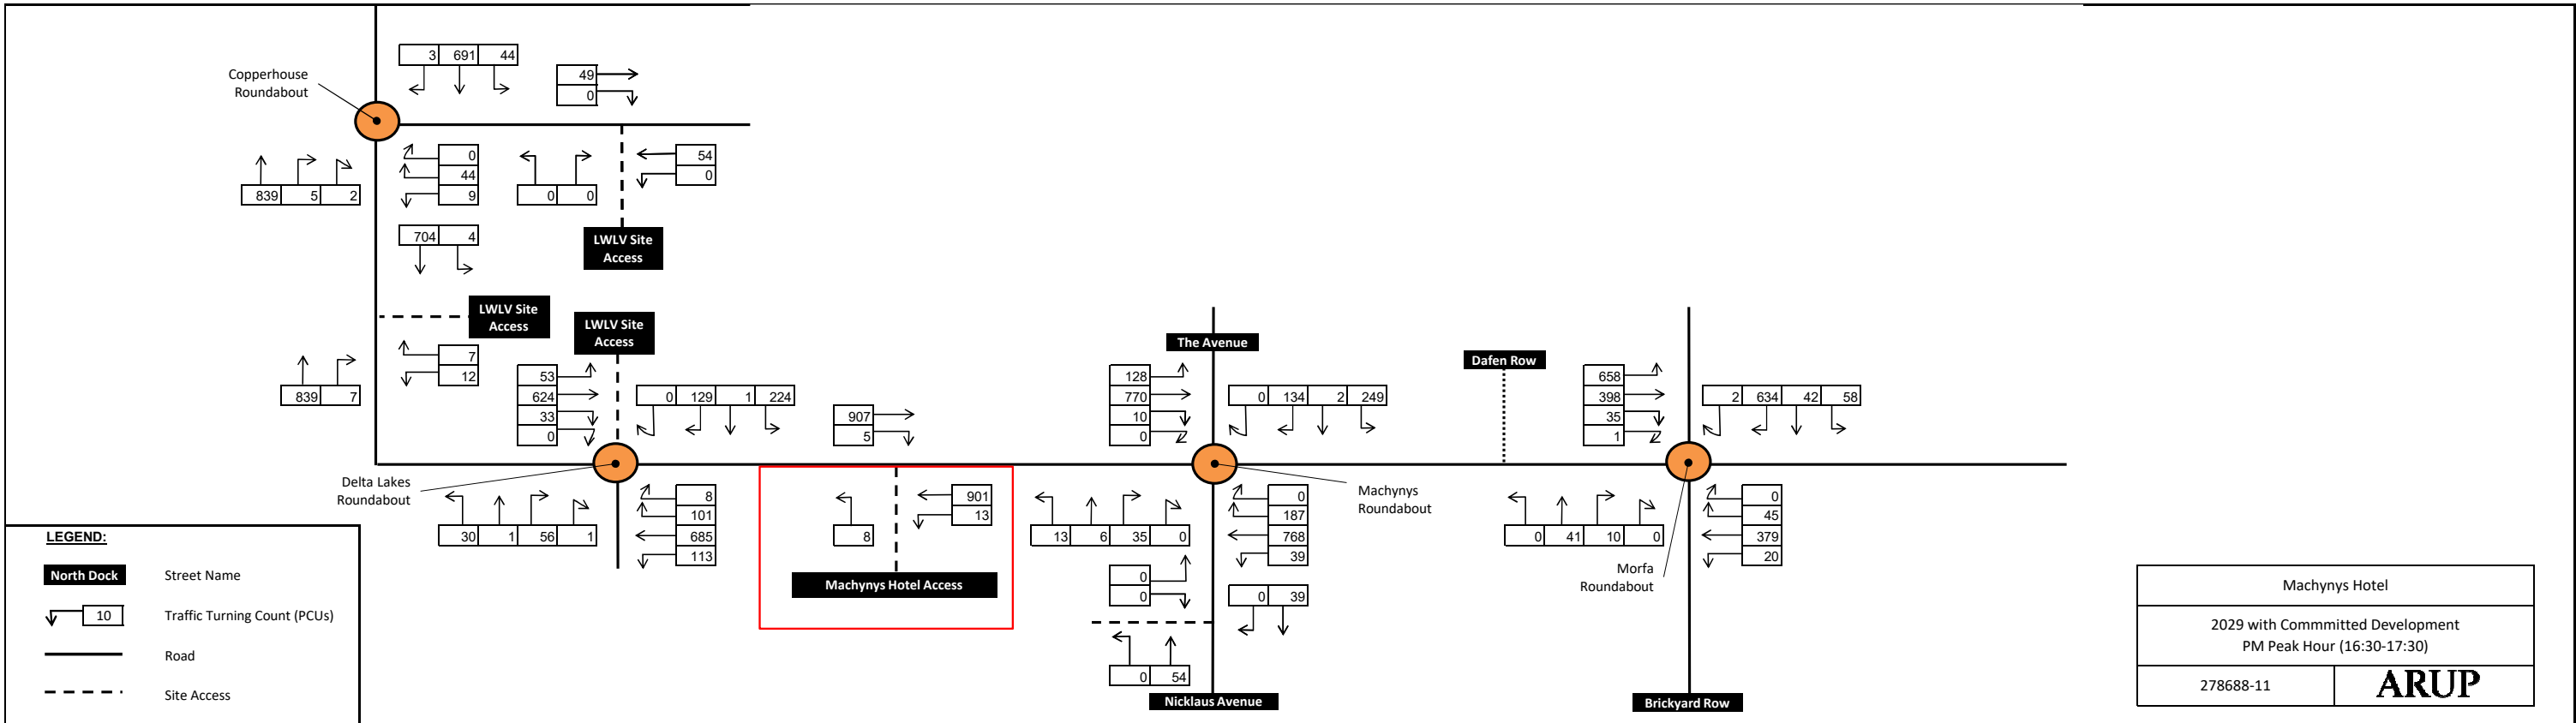 3 691 44
Copperhouse
Roundabout
49
0
839 5 2
0
44
9
0 0
54
0
704 4
LWLV Site
Access
LWLV Site
Access
LWLV Site
Access
839 7
7
12
53
624
33
0
0 129 1 224
907
5
Delta Lakes
Roundabout
30 1 56 1
8
101
685
113
8
901
13
Machynys Hotel Access
The Avenue
128
770
10
0
0 134 2 249
Machynys
Roundabout
13 6 35 0
0
187
768
39
0
0
0 39
0 54
Nicklaus Avenue
Dafen Row
658
398
35
1
2 634 42 58
0 41 10 0
0
45
379
20
Morfa
Roundabout
Brickyard Row
LEGEND:
North Dock Street Name
10 Traffic Turning Count (PCUs)
Road
Site Access
Machynys Hotel
2029 with Commmitted Development
PM Peak Hour (16:30-17:30)
278688-11 ARUP